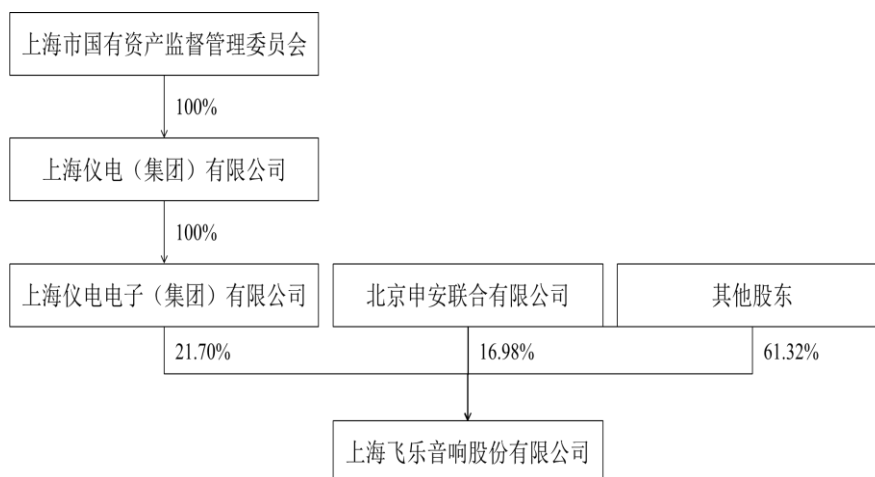 上海市国有资产监督管理委员会
100%
上海仪电（集团）有限公司
100%
上海仪电电子（集团）有限公司
北京申安联合有限公司
其他股东
21.70%
16.98%
61.32%
上海飞乐音响股份有限公司